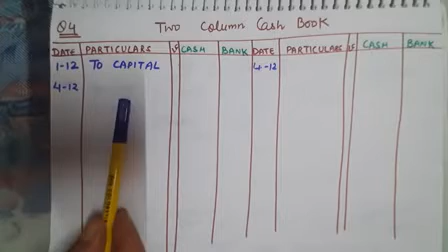 Q4 Two Column Cash Book
DATE PARTICULARS LF CASH BANK DATE PARTICULARS LF CASH BANK
1-12 TO CAPITAL 4-12
4-12